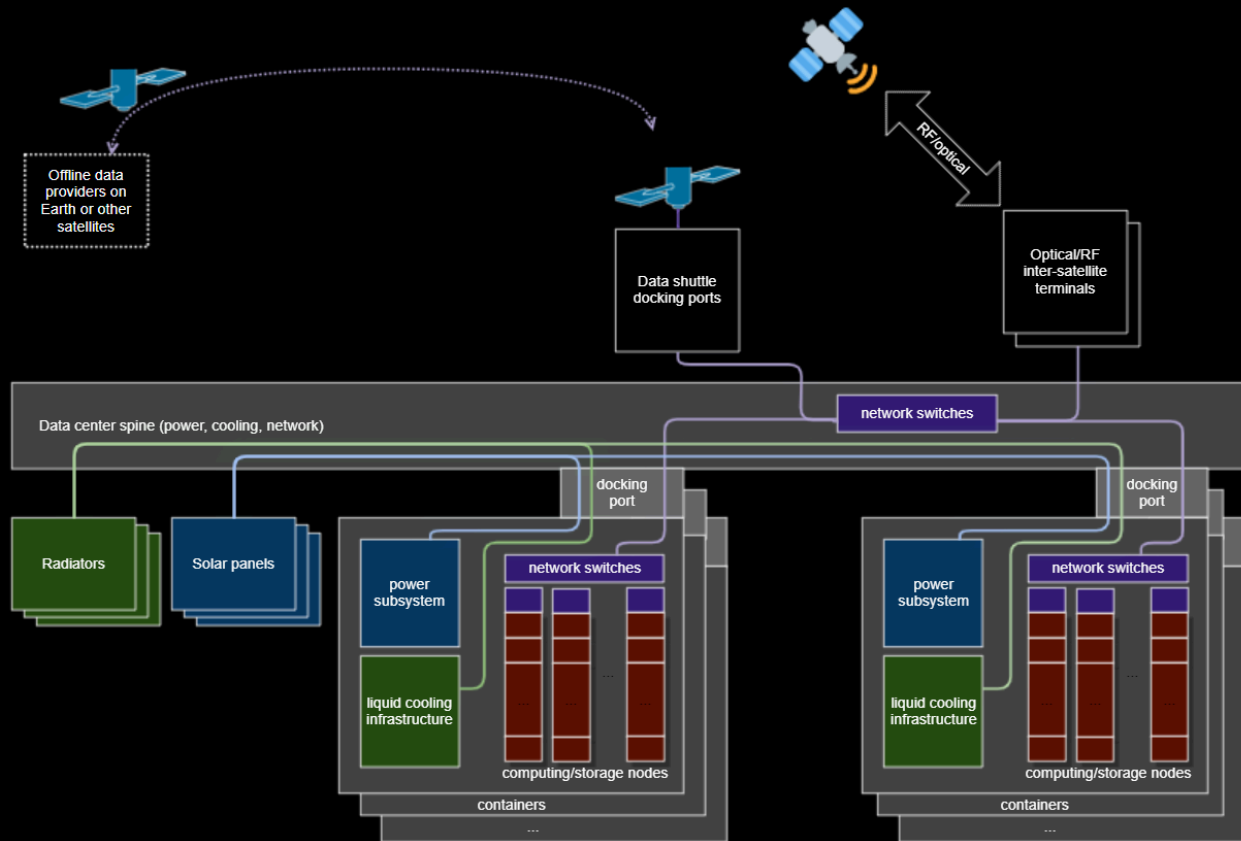 Offline data
providers on
Earth or other
satellites
RF/optical
Data shuttle
docking ports
Optical/RF
inter-satellite
terminals
network switches
Data center spine (power, cooling, network)
docking
port
docking
port
Radiators
Solar panels
power
subsystem
network switches
liquid cooling
infrastructure
...
...
...
...
computing/storage nodes
containers
...
power
subsystem
network switches
liquid cooling
infrastructure
...
...
...
...
computing/storage nodes
containers
...